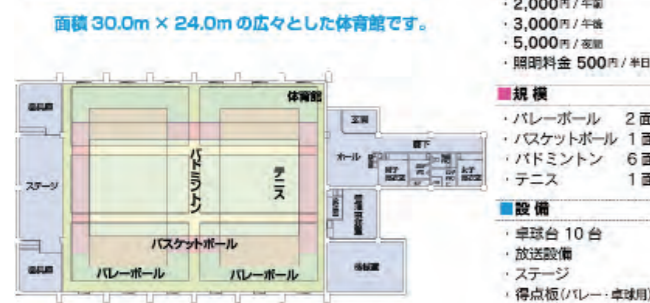 面積 30.0m × 24.0m の広々とした体育館です。
・2,000円/午前
・3,000円/午後
・5,000円/夜間
・照明料金 500円/半日
■規模
・バレーボール 2面
・バスケットボール 1面
・バドミントン 6面
・テニス 1面
■設備
・卓球台 10台
・放送設備
・ステージ
・得点板(バレー・卓球用)
体育館
ステージ
バドミントン
テニス
バスケットボール
バレーボール
バレーボール
玄関
ホール
廊下